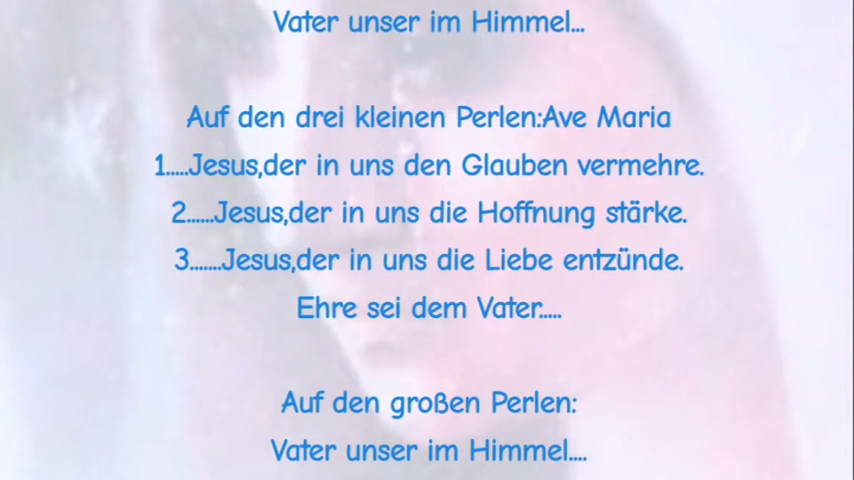 Vater unser im Himmel...
Auf den drei kleinen Perlen:Ave Maria
1.....Jesus,der in uns den Glauben vermehre.
2......Jesus,der in uns die Hoffnung stärke.
3.......Jesus,der in uns die Liebe entzünde.
Ehre sei dem Vater.....
Auf den großen Perlen:
Vater unser im Himmel....